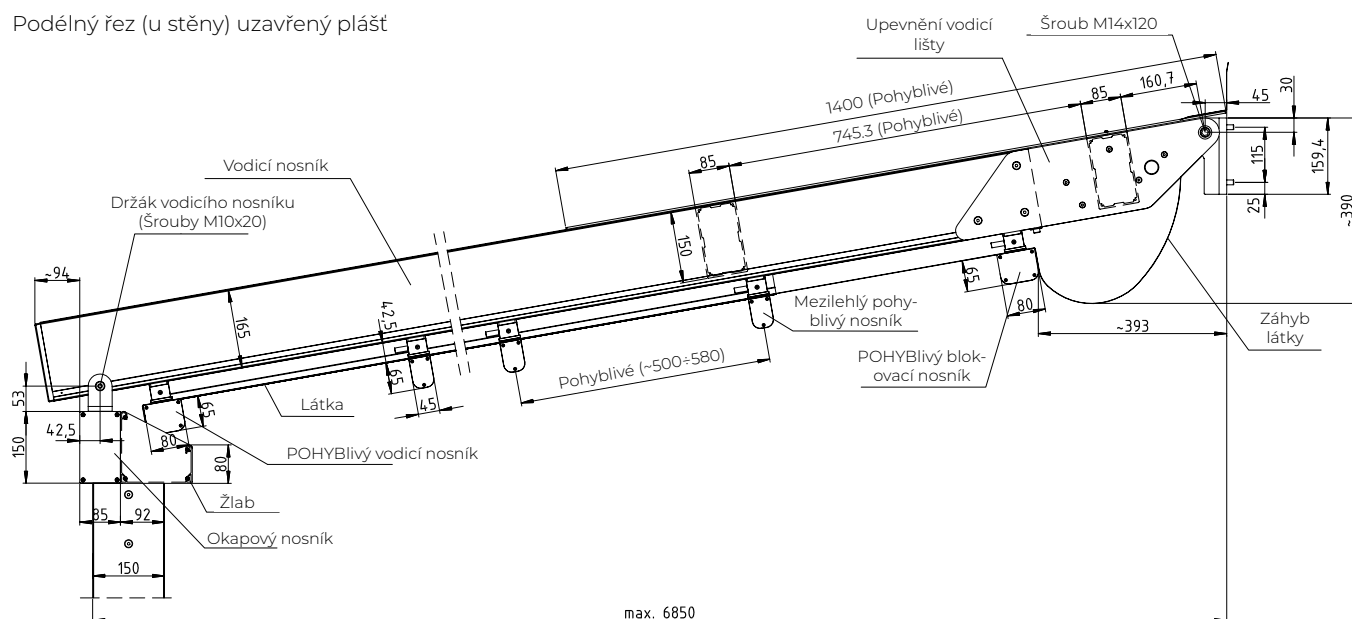 Podélný řez (u stěny) uzavřený plášť
Upevnění vodicí
lišty
Šroub M14x120
1400 (Pohyblivé)
160,7
85
45
30
745.3 (Pohyblivé)
85
115
159,4
25
~390
Vodicí nosník
Držák vodicího nosníku
(Šrouby M10x20)
150
~94
165
42,5
65
80
Mezilehlý pohy-
blivý nosník
~393
Záhyb
látky
POHYBlivý blok-
ovací nosník
Pohyblivé (~500÷580)
65
45
Látka
53
42,5
150
65
80
POHYBlivý vodicí nosník
80
Žlab
85
92
Okapový nosník
150
max. 6850